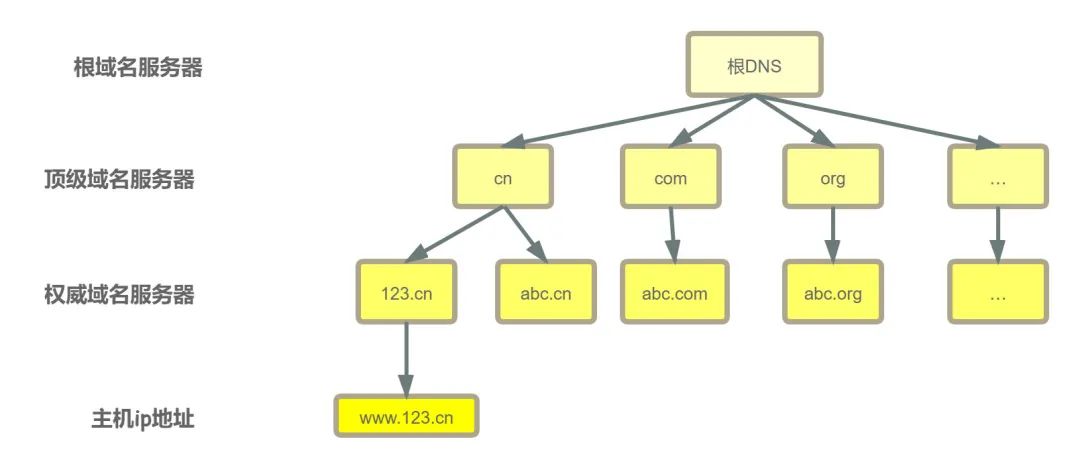 根域名服务器
根DNS
顶级域名服务器
cn
com
org
...
权威域名服务器
123.cn
abc.cn
abc.com
abc.org
...
主机ip地址
www.123.cn